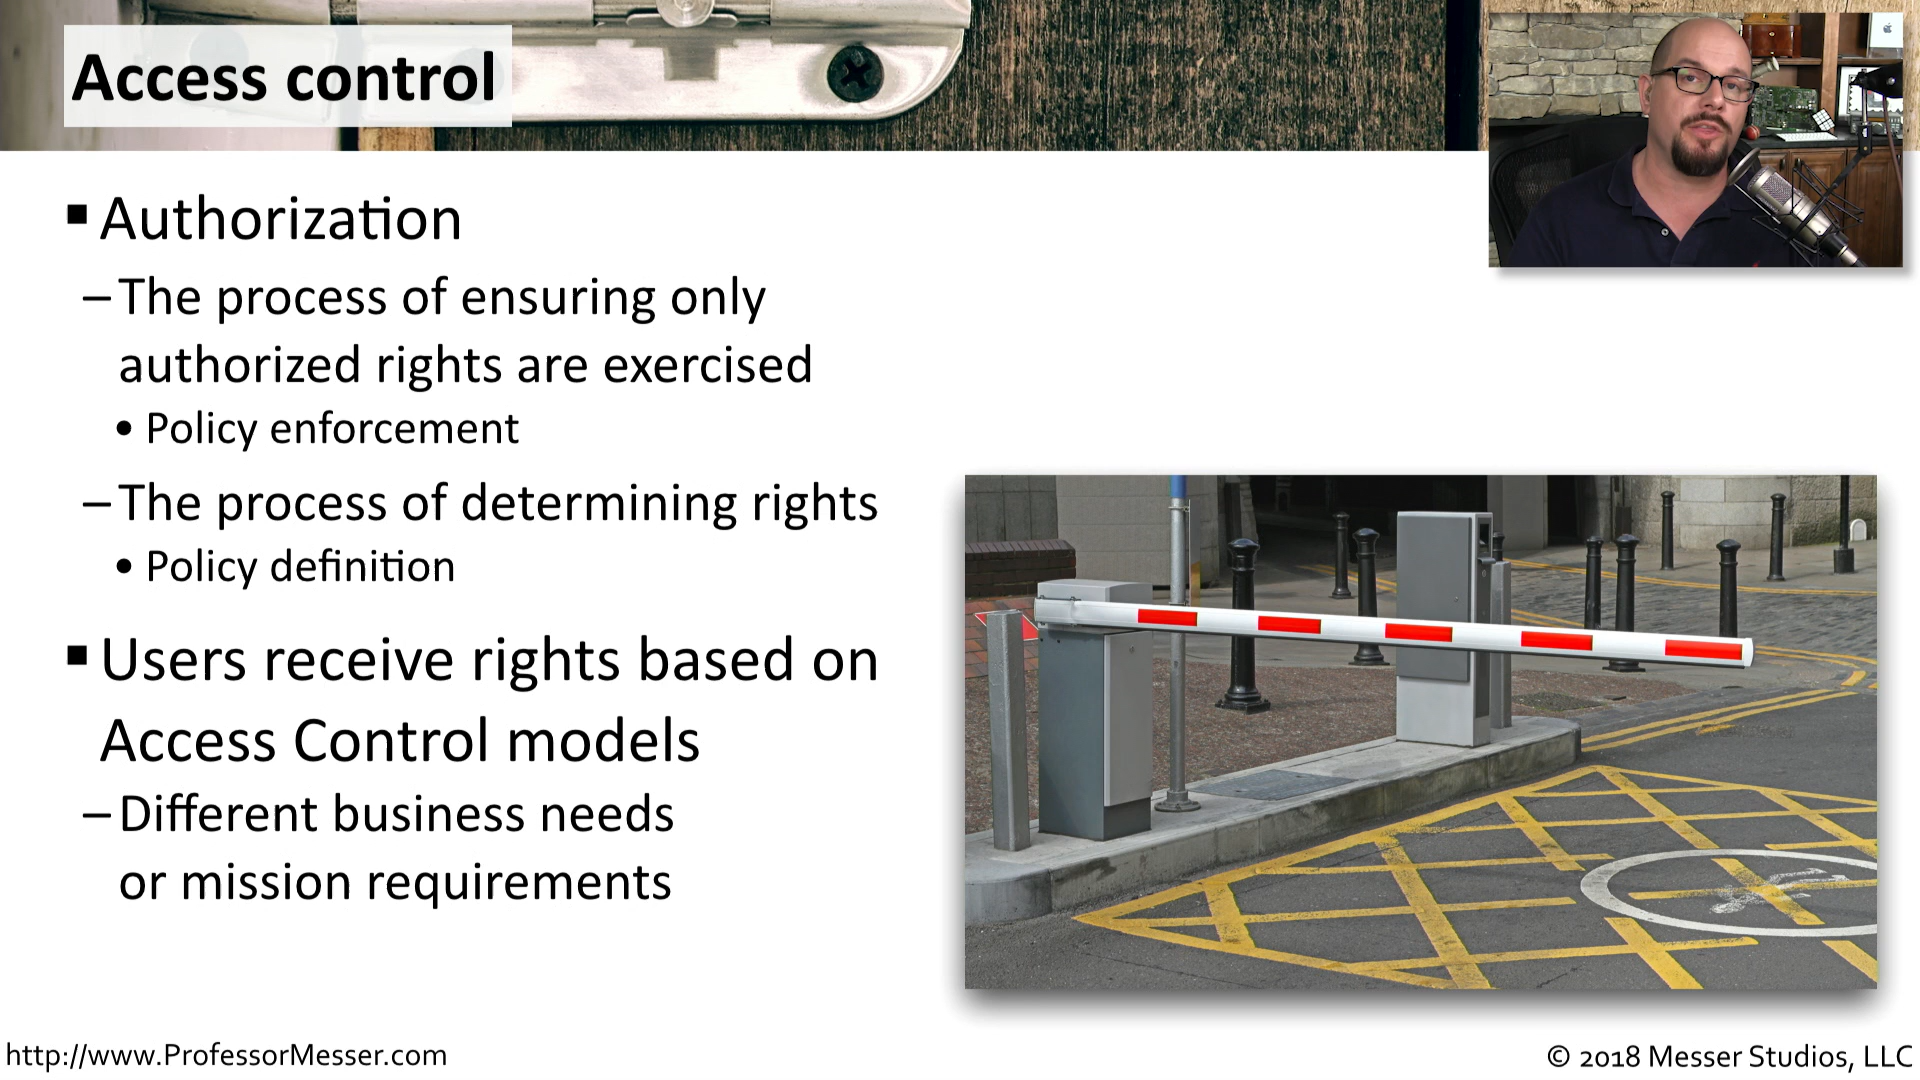 Access control
▪ Authorization
– The process of ensuring only
authorized rights are exercised
• Policy enforcement
– The process of determining rights
• Policy definition
▪ Users receive rights based on
Access Control models
– Different business needs
or mission requirements
http://www.ProfessorMesser.com
© 2018 Messer Studios, LLC